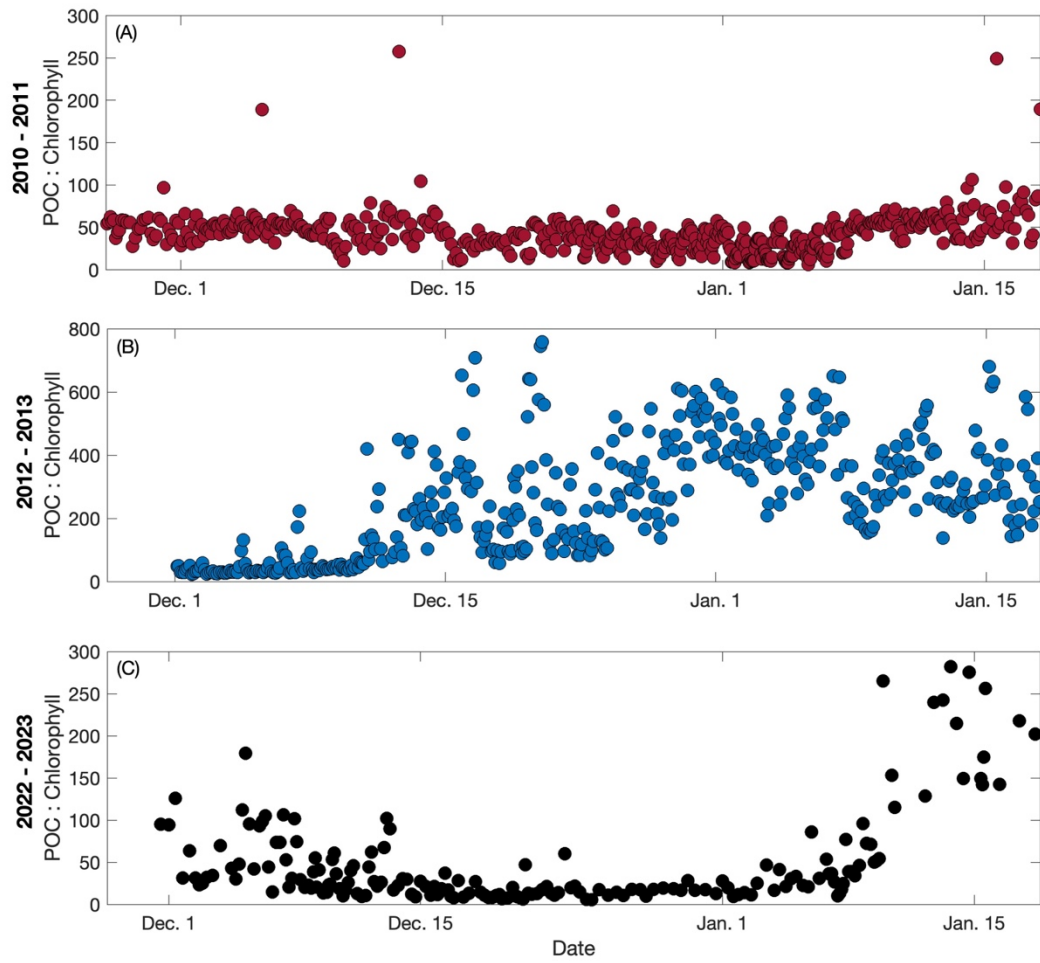 (A)
2010 - 2011
POC : Chlorophyll
300
250
200
150
100
50
0
Dec. 1
Dec. 15
Jan. 1
Jan. 15
(B)
2012 - 2013
POC : Chlorophyll
800
600
400
200
0
Dec. 1
Dec. 15
Jan. 1
Jan. 15
(C)
2022 - 2023
POC : Chlorophyll
300
250
200
150
100
50
0
Dec. 1
Dec. 15
Jan. 1
Jan. 15
Date